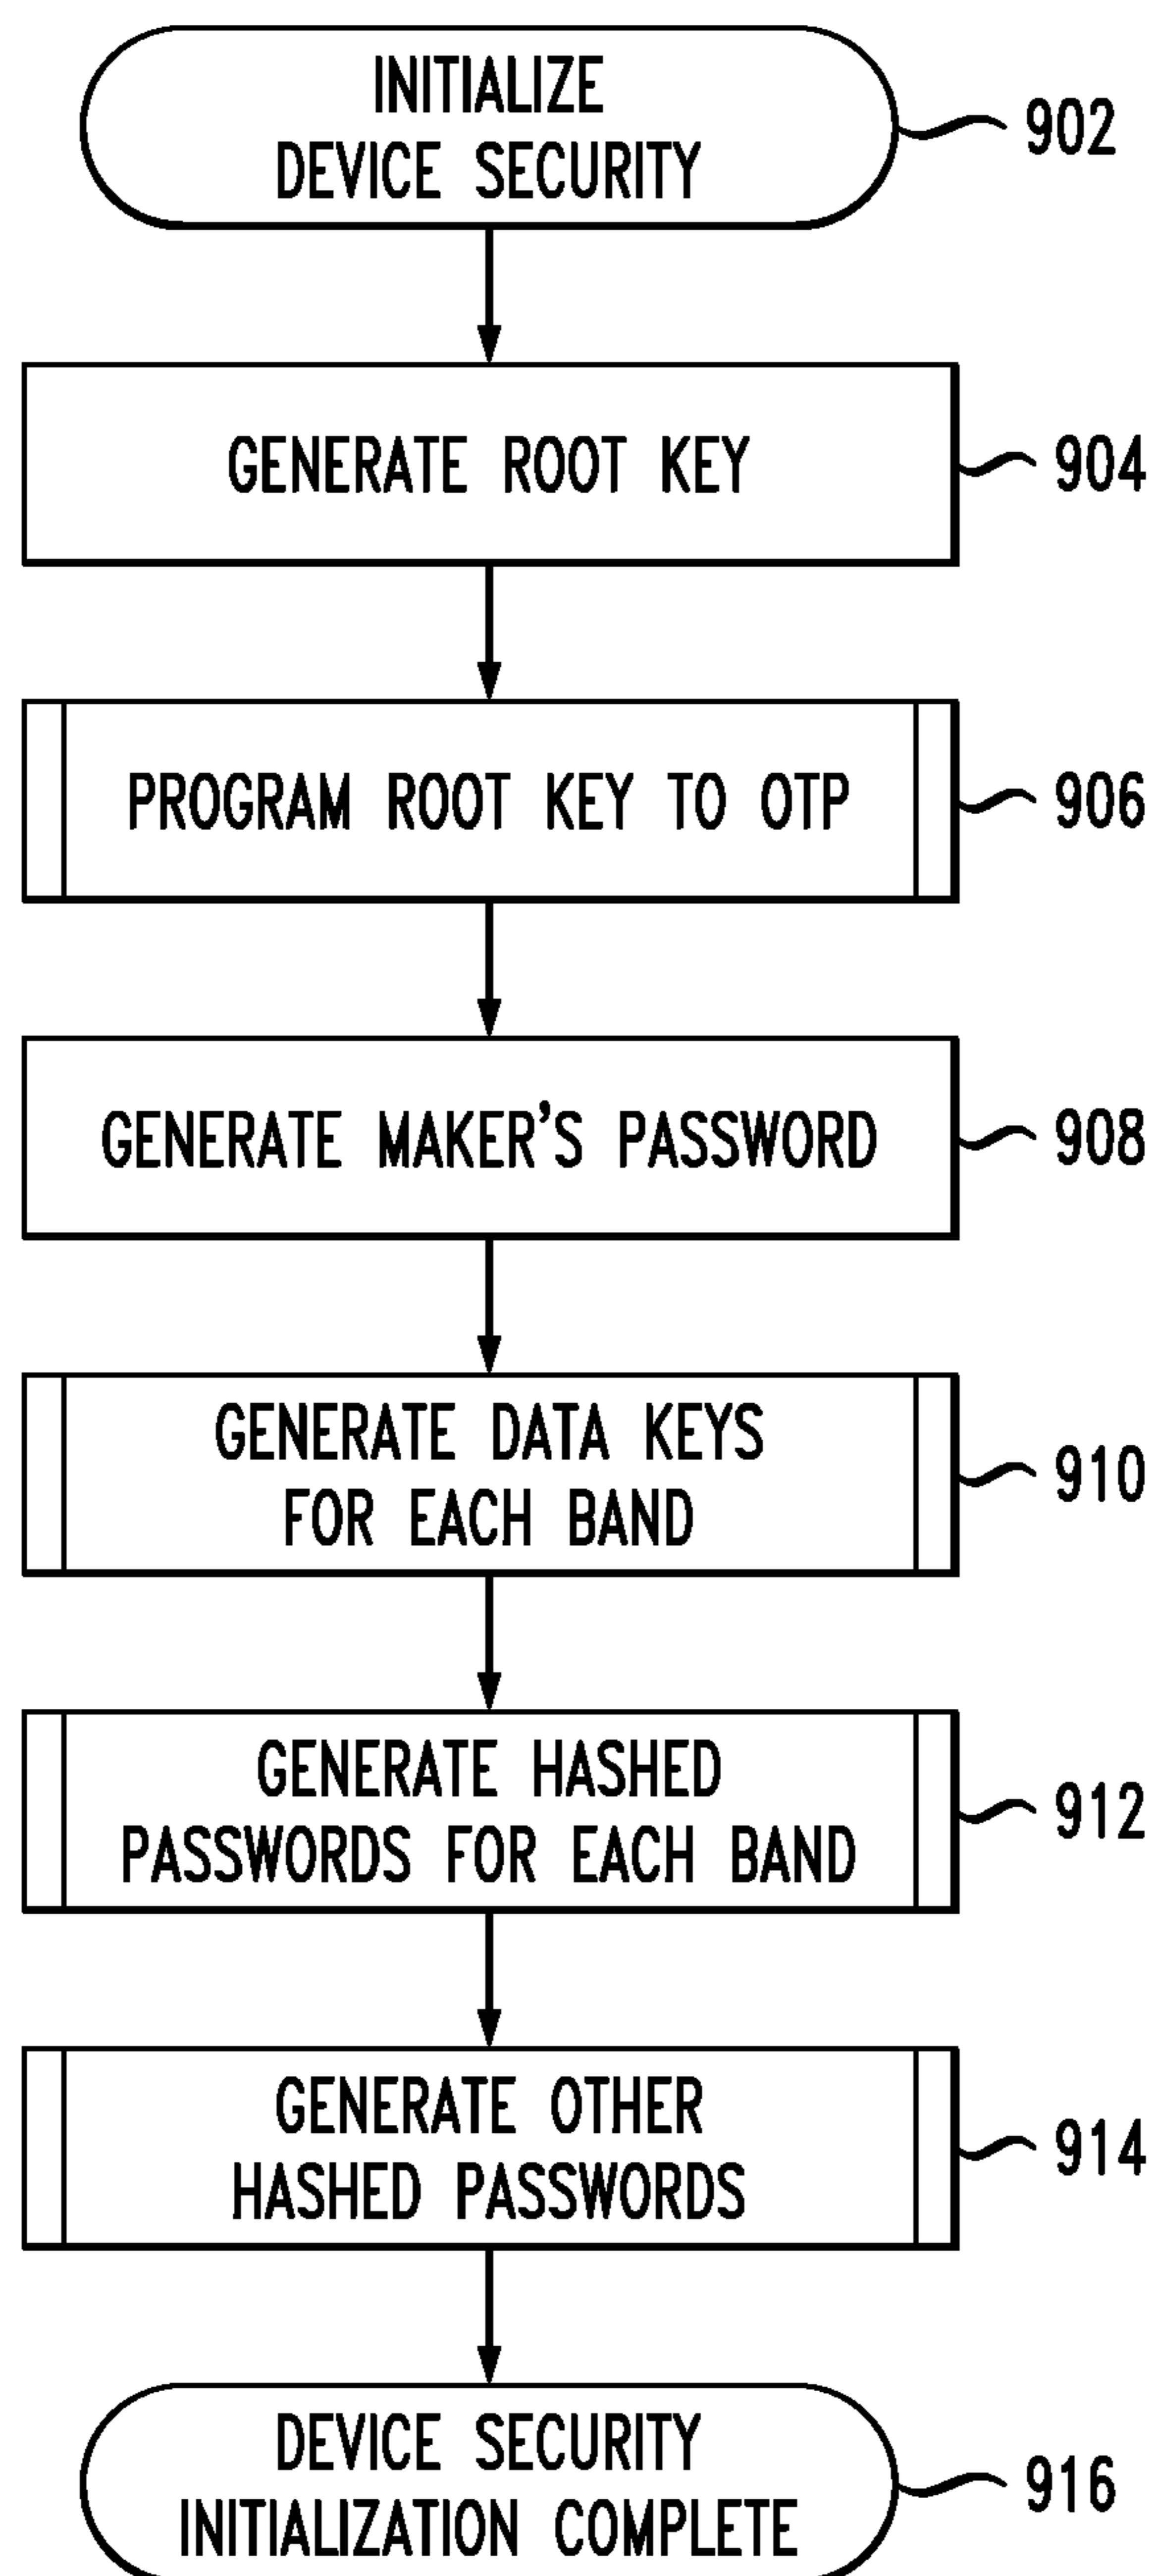 INITIALIZE
DEVICE SECURITY
902
GENERATE ROOT KEY
904
PROGRAM ROOT KEY TO OTP
906
GENERATE MAKER'S PASSWORD
908
GENERATE DATA KEYS
FOR EACH BAND
910
GENERATE HASHED
PASSWORDS FOR EACH BAND
912
GENERATE OTHER
HASHED PASSWORDS
914
DEVICE SECURITY
INITIALIZATION COMPLETE
916